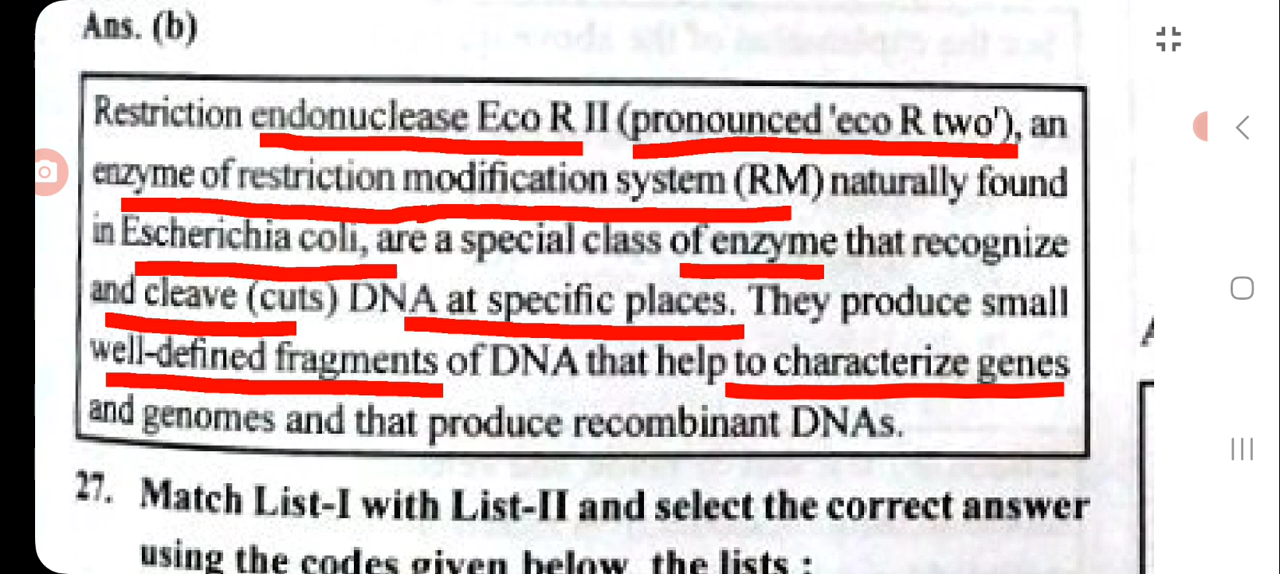 Ans. (b)
Restriction endonuclease Eco R II (pronounced 'eco R two'), an
enzyme of restriction modification system (RM) naturally found
in Escherichia coli, are a special class of enzyme that recognize
and cleave (cuts) DNA at specific places. They produce small
well-defined fragments of DNA that help to characterize genes
and genomes and that produce recombinant DNAs.
27. Match List-I with List-II and select the correct answer
using the codes given below the lists :